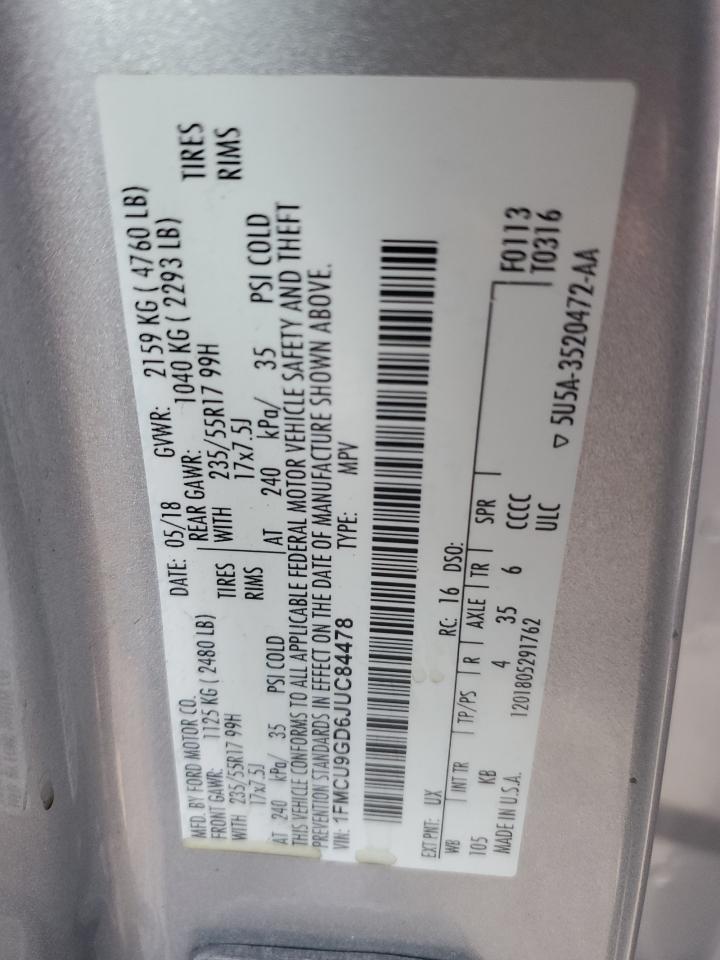 MFD. BY FORD MOTOR CO.
DATE: 05/18 GVWR: 2159 KG ( 4760 LB)
FRONT GAWR: 1125 KG ( 2480 LB) REAR GAWR: 1040 KG ( 2293 LB)
WITH 235/55R17 99H TIRES WITH 235/55R17 99H TIRES
17x7.5J RIMS 17x7.5J RIMS
AT 240 kPa/ 35 PSI COLD AT 240 kPa/ 35 PSI COLD
THIS VEHICLE CONFORMS TO ALL APPLICABLE FEDERAL MOTOR VEHICLE SAFETY AND THEFT
PREVENTION STANDARDS IN EFFECT ON THE DATE OF MANUFACTURE SHOWN ABOVE.
VIN: 1FMCU9GD6JUC84478 TYPE: MPV
EXT PNT: UX RC: 16 DSO: F0113
WB INT TR TP/PS R AXLE TR SPR T0316
105 KB 4 35 6 CCCC
MADE IN U.S.A. 1201805291762 ULC
▽ 5U5A-3520472-AA